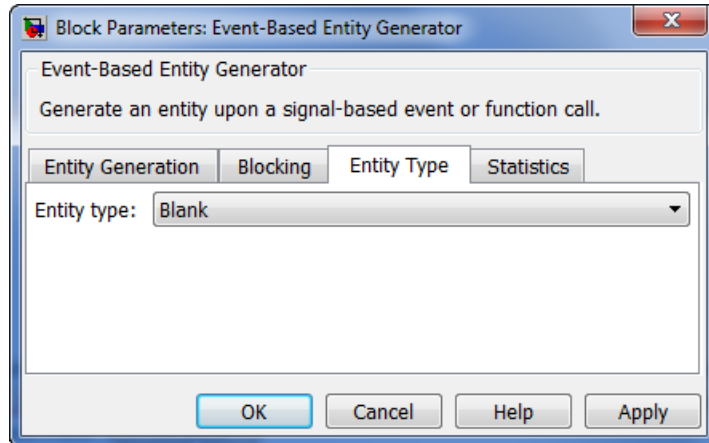 Block Parameters: Event-Based Entity Generator
X
Event-Based Entity Generator
Generate an entity upon a signal-based event or function call.
Entity Generation Blocking Entity Type Statistics
Entity type: Blank
OK Cancel Help Apply